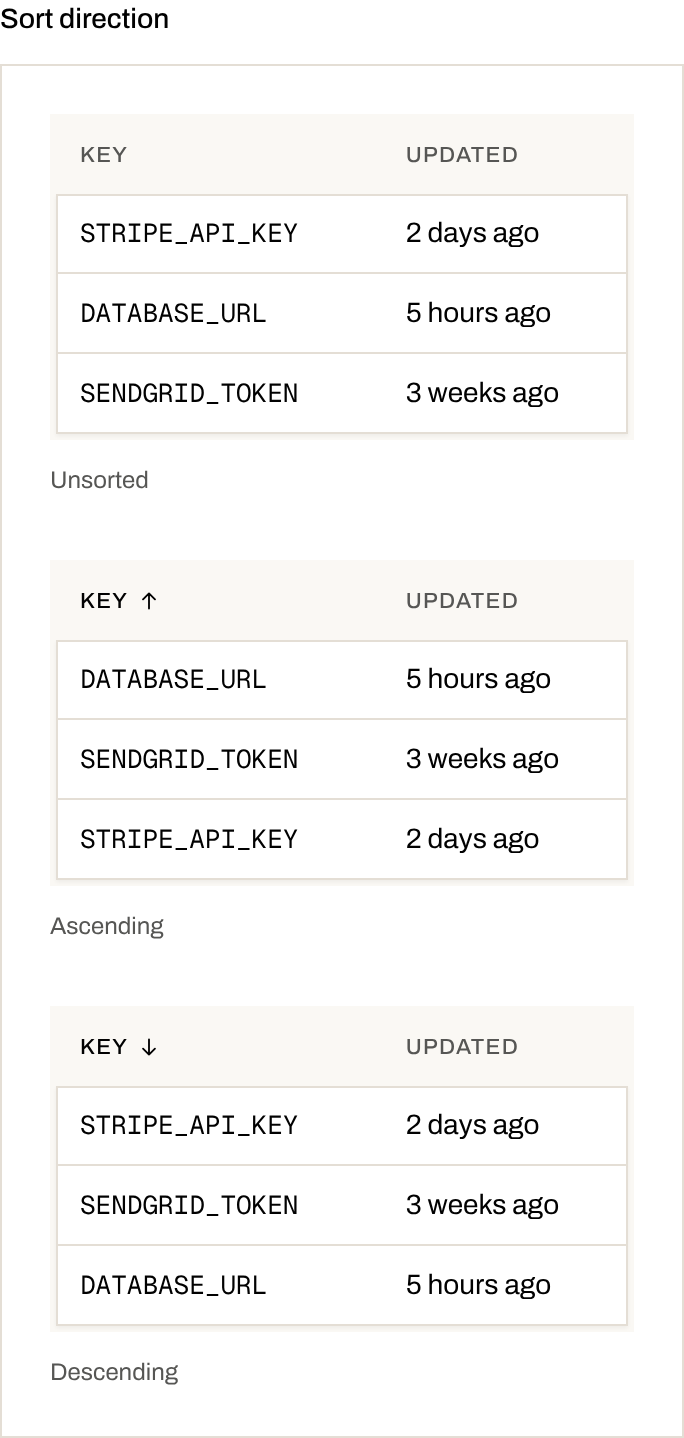 Sort direction
KEY UPDATED
STRIPE_API_KEY 2 days ago
DATABASE_URL 5 hours ago
SENDGRID_TOKEN 3 weeks ago
Unsorted
KEY ↑ UPDATED
DATABASE_URL 5 hours ago
SENDGRID_TOKEN 3 weeks ago
STRIPE_API_KEY 2 days ago
Ascending
KEY ↓ UPDATED
STRIPE_API_KEY 2 days ago
SENDGRID_TOKEN 3 weeks ago
DATABASE_URL 5 hours ago
Descending